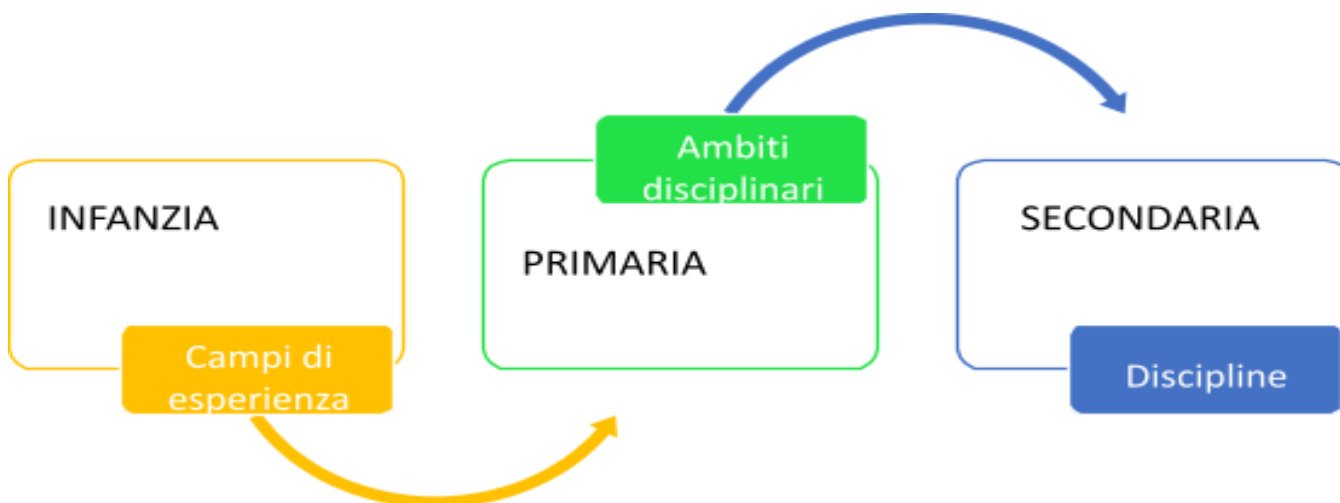 INFANZIA
Campi di
esperienza
Ambiti
disciplinari
PRIMARIA
SECONDARIA
Discipline